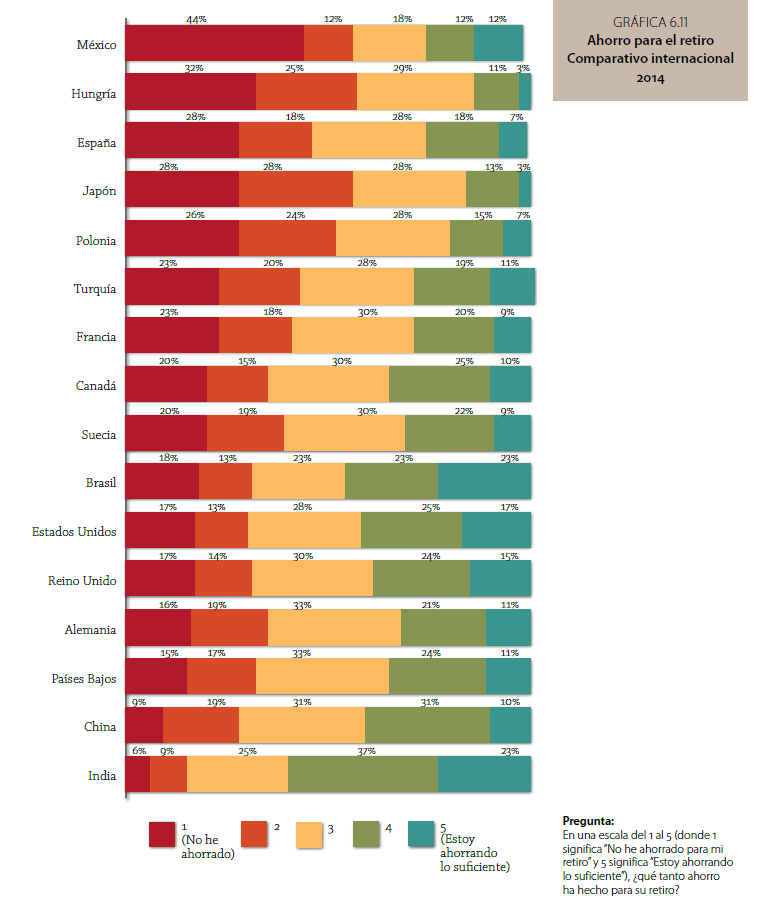 GRÁFICA 6.11
Ahorro para el retiro
Comparativo internacional
2014
44% 12% 18% 12% 12%
México
32% 25% 29% 11% 3%
Hungría
28% 18% 28% 18% 7%
España
28% 28% 28% 13% 3%
Japón
26% 24% 28% 15% 7%
Polonia
23% 20% 28% 19% 11%
Turquía
23% 18% 30% 20% 9%
Francia
20% 15% 30% 25% 10%
Canadá
20% 19% 30% 22% 9%
Suecia
18% 13% 23% 23% 23%
Brasil
17% 13% 28% 25% 17%
Estados Unidos
17% 14% 30% 24% 15%
Reino Unido
16% 19% 33% 21% 11%
Alemania
15% 17% 33% 24% 11%
Países Bajos
9% 19% 31% 31% 10%
China
6% 9% 25% 37% 23%
India
1
(No he
ahorrado)
2
3
4
5
(Estoy
ahorrando
lo suficiente)
Pregunta:
En una escala del 1 al 5 (donde 1
significa “No he ahorrado para mi
retiro” y 5 significa “Estoy ahorrando
lo suficiente”), ¿qué tanto ahorro
ha hecho para su retiro?